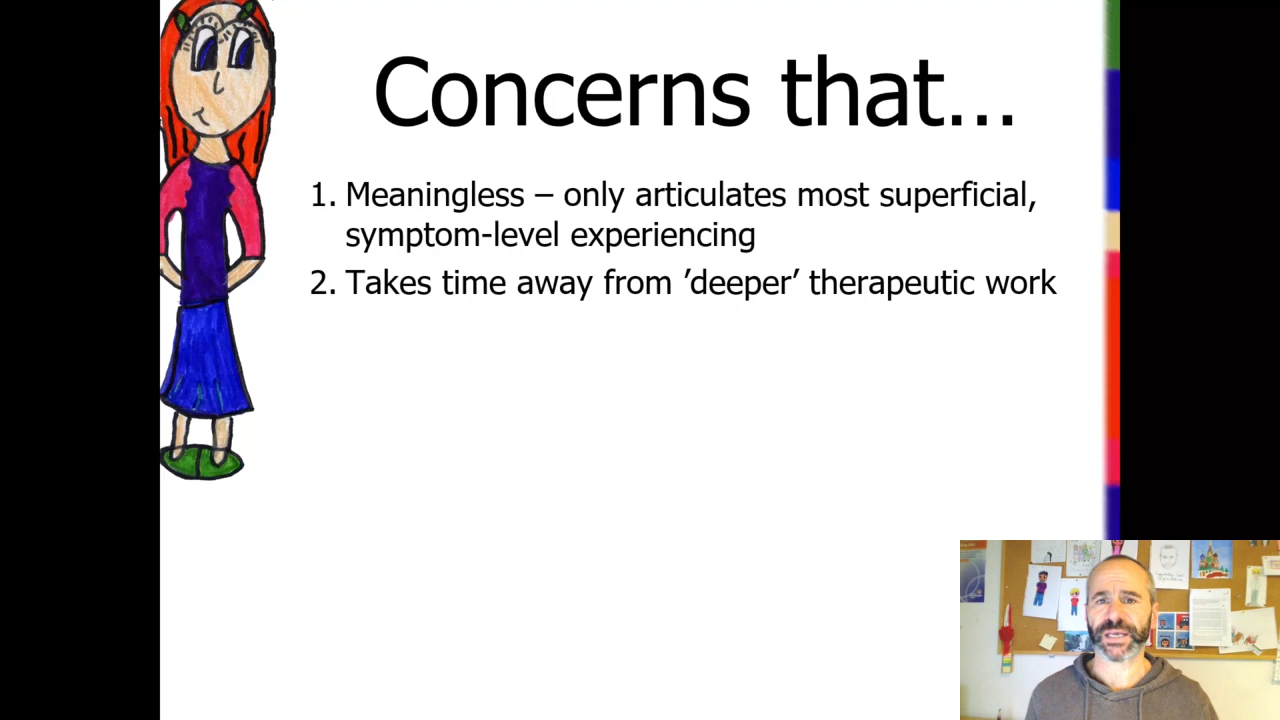 Concerns that...
1. Meaningless – only articulates most superficial,
symptom-level experiencing
2. Takes time away from ’deeper’ therapeutic work